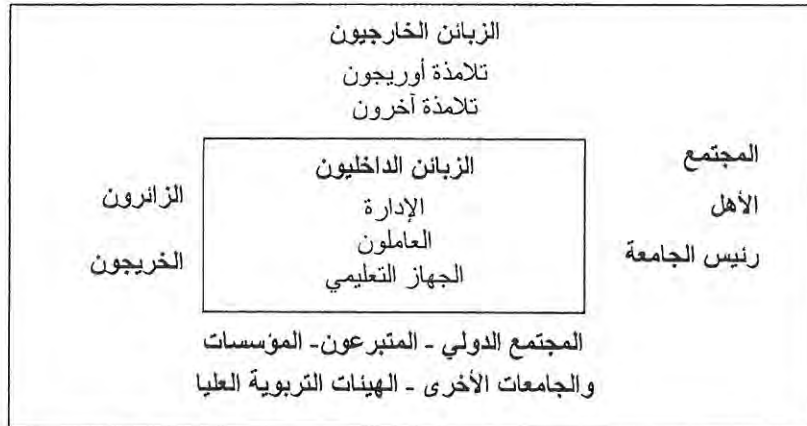 الزبائن الخارجيون
تلامذة أوريجون
تلامذة آخرون
المجتمع
الأهل
رئيس الجامعة
الزبائن الداخليون
الإدارة
العاملون
الجهاز التعليمي
الزائرون
الخريجون
المجتمع الدولي - المتبرعون- المؤسسات
والجامعات الأخرى - الهيئات التربوية العليا